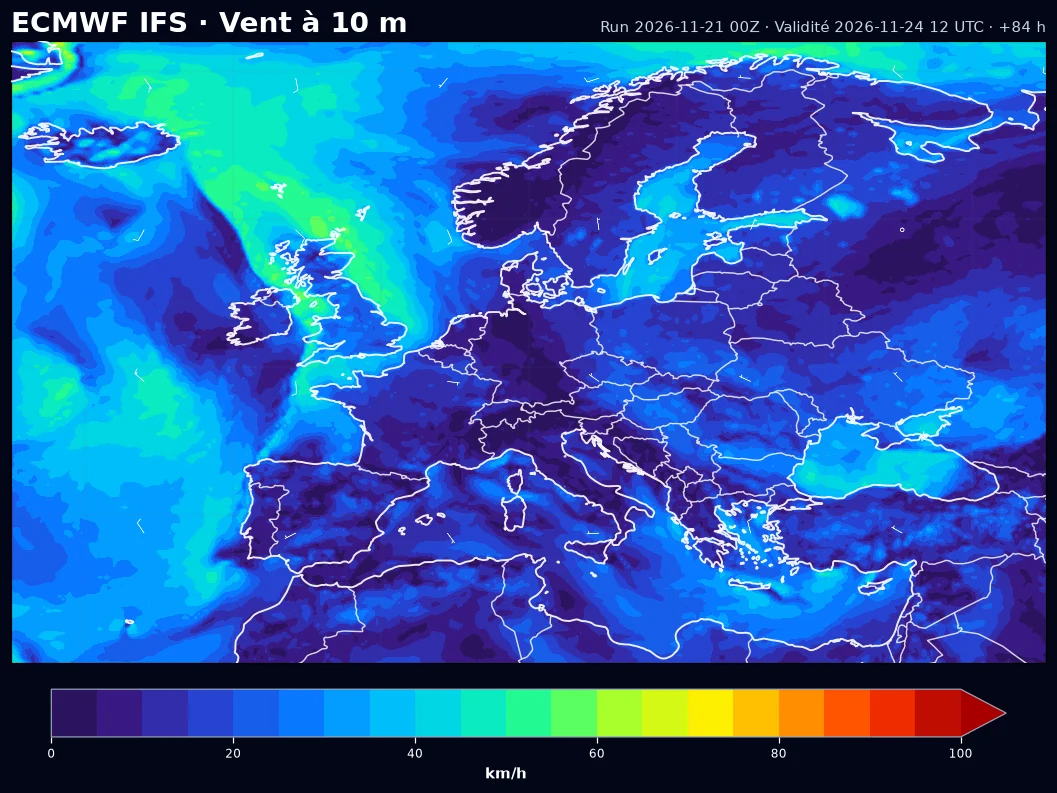 ECMWF IFS · Vent à 10 m
Run 2026-11-21 00Z · Validité 2026-11-24 12 UTC · +84 h
0 20 40 60 80 100
km/h